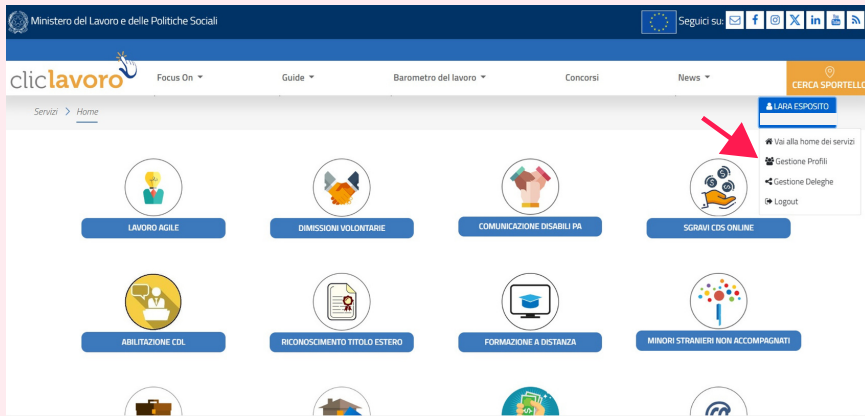 Ministero del Lavoro e delle Politiche Sociali
Seguici su:
cliclavoro
Focus On
Guide
Barometro del lavoro
Concorsi
News
CERCA SPORTELLO
Servizi > Home
LARA ESPOSITO
Vai alla home dei servizi
Gestione Profili
Gestione Deleghe
Logout
LAVORO AGILE
DIMISSIONI VOLONTARIE
COMUNICAZIONE DISABILI PA
SGRAVI CDS ONLINE
ABILITAZIONE CDL
RICONOSCIMENTO TITOLO ESTERO
FORMAZIONE A DISTANZA
MINORI STRANIERI NON ACCOMPAGNATI